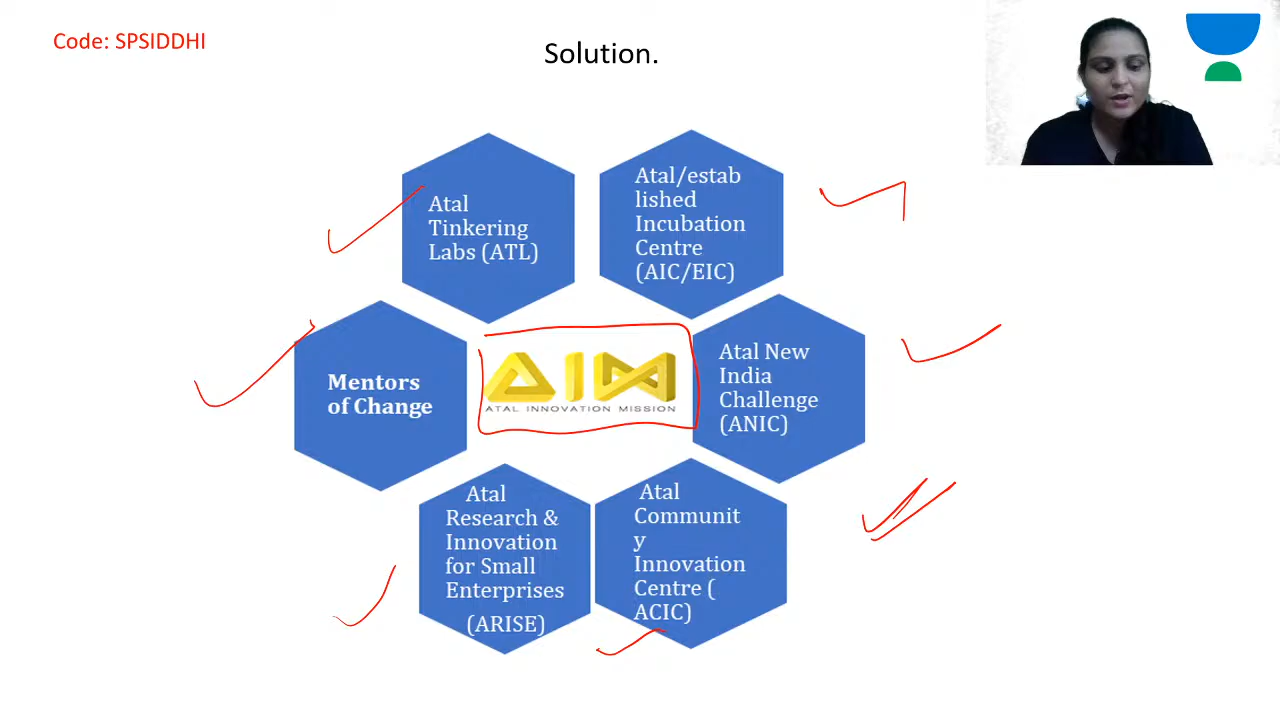 Code: SPSIDDHI
Solution.
Atal
Tinkering
Labs (ATL)
Atal/estab
lished
Incubation
Centre
(AIC/EIC)
Mentors
of Change
AIM
ATAL INNOVATION MISSION
Atal New
India
Challenge
(ANIC)
Atal
Research &
Innovation
for Small
Enterprises
(ARISE)
Atal
Communit
y
Innovation
Centre (
ACIC)